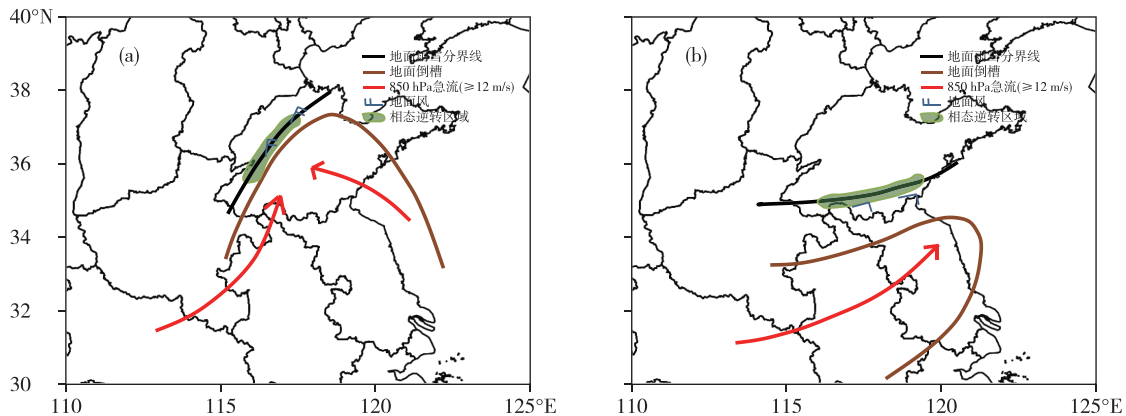 40°N
38
36
34
32
30
110
115
120
125°E
(a)
地面雨雪分界线
地面倒槽
850 hPa急流(≥12 m/s)
地面风
相态逆转区域
110
115
120
125°E
(b)
地面雨雪分界线
地面倒槽
850 hPa急流(≥12 m/s)
地面风
相态逆转区域